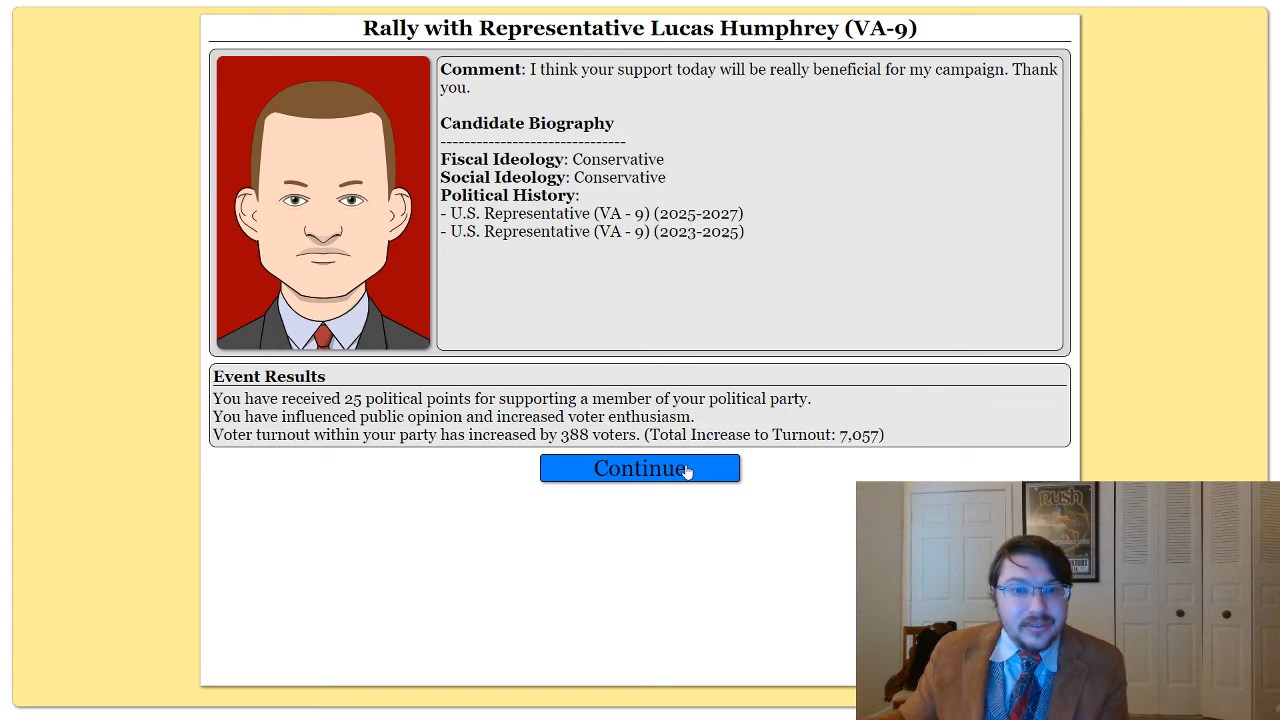 Rally with Representative Lucas Humphrey (VA-9)
Comment: I think your support today will be really beneficial for my campaign. Thank
you.
Candidate Biography
-------------------------------
Fiscal Ideology: Conservative
Social Ideology: Conservative
Political History:
- U.S. Representative (VA - 9) (2025-2027)
- U.S. Representative (VA - 9) (2023-2025)
Event Results
You have received 25 political points for supporting a member of your political party.
You have influenced public opinion and increased voter enthusiasm.
Voter turnout within your party has increased by 388 voters. (Total Increase to Turnout: 7,057)
Continue
RUSH